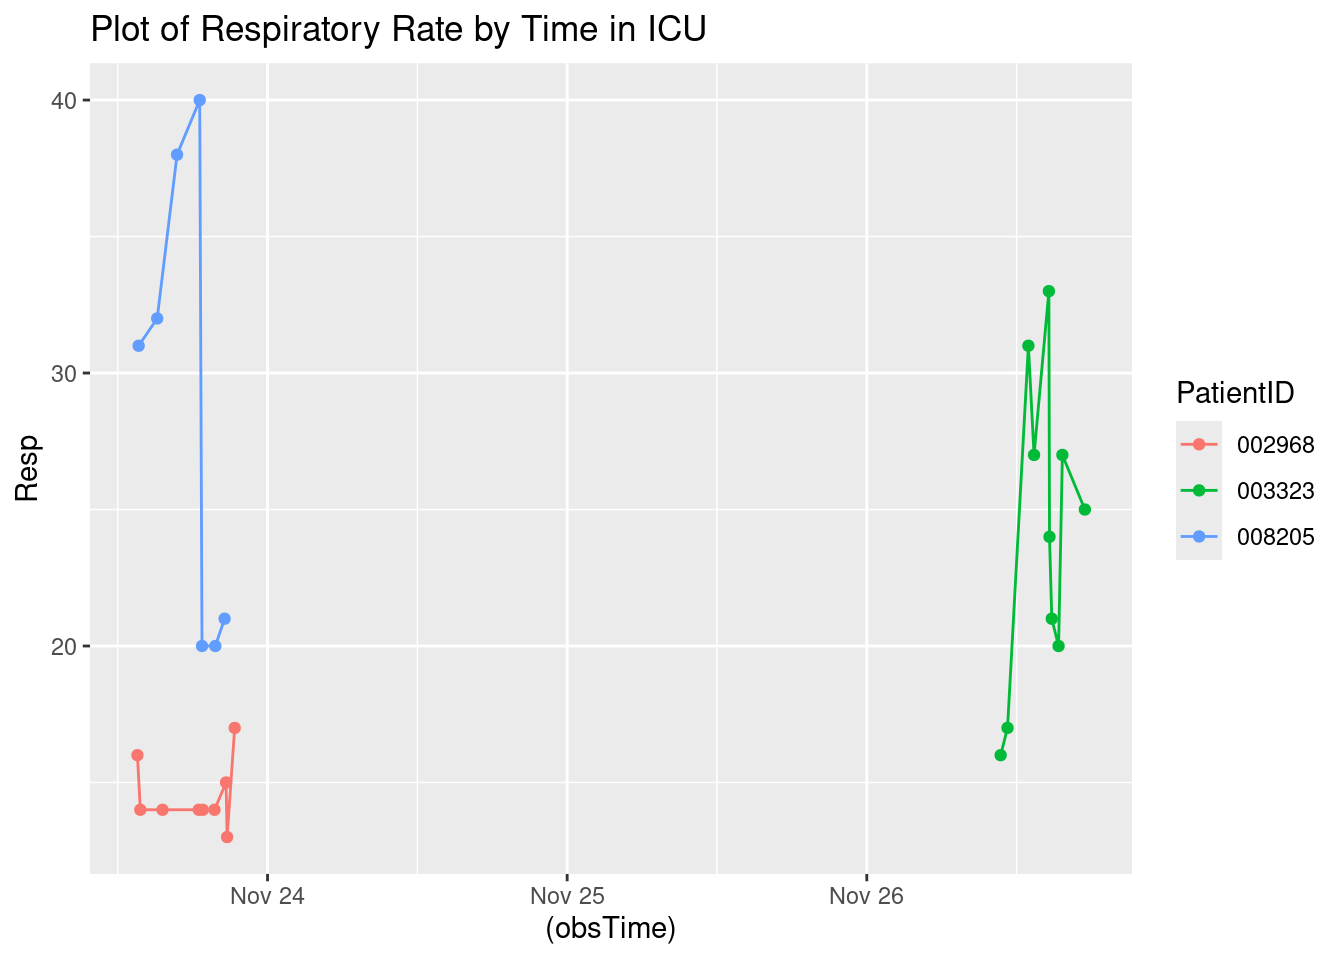 Plot of Respiratory Rate by Time in ICU
40
30
20
Resp
Nov 24
Nov 25
Nov 26
(obsTime)
PatientID
002968
003323
008205